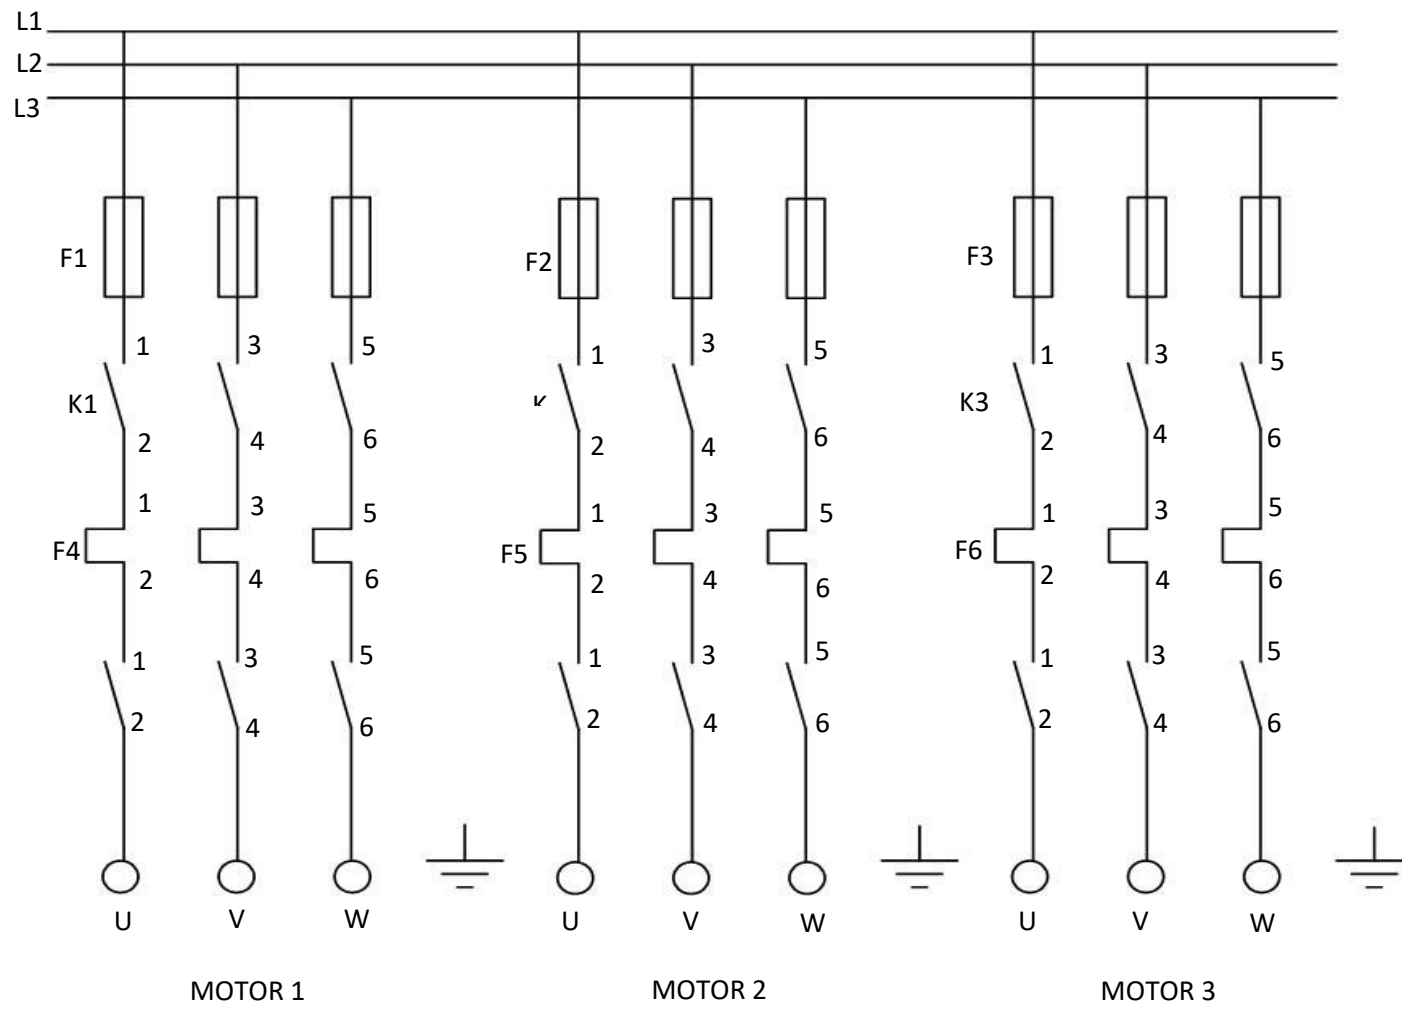 L1
L2
L3
F1
F2
F3
1 3 5 1 3 5 1 3 5
K1
K3
2 4 6 2 4 6 2 4 6
1 3 5 1 3 5 1 3 5
F4
F5
F6
2 4 6 2 4 6 2 4 6
1 3 5 1 3 5 1 3 5
2 4 6 2 4 6 2 4 6
U V W U V W U V W
MOTOR 1 MOTOR 2 MOTOR 3